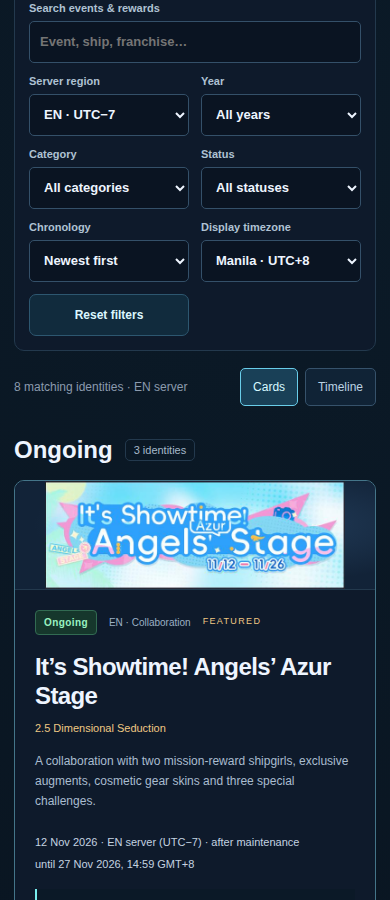 Search events & rewards
Event, ship, franchise…
Server region
Year
EN · UTC−7
All years
Category
Status
All categories
All statuses
Chronology
Display timezone
Newest first
Manila · UTC+8
Reset filters
8 matching identities · EN server
Cards
Timeline
Ongoing
3 identities
It's Showtime!
Azur
Angels' Stage
11/12 – 11/26
Ongoing
EN · Collaboration
FEATURED
It’s Showtime! Angels’ Azur
Stage
2.5 Dimensional Seduction
A collaboration with two mission-reward shipgirls, exclusive
augments, cosmetic gear skins and three special
challenges.
12 Nov 2026 · EN server (UTC−7) · after maintenance
until 27 Nov 2026, 14:59 GMT+8